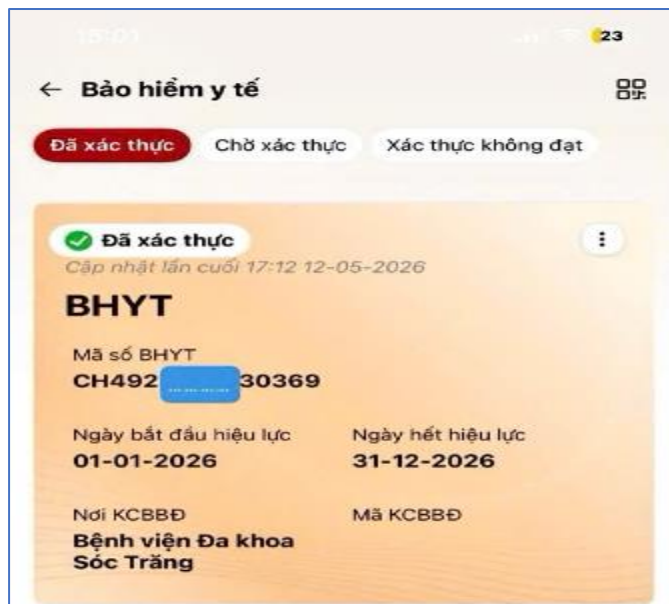 15:01
23
← Bảo hiểm y tế
Đã xác thực Chờ xác thực Xác thực không đạt
Đã xác thực
Cập nhật lần cuối 17:12 12-05-2026
BHYT
Mã số BHYT
CH492 30369
Ngày bắt đầu hiệu lực Ngày hết hiệu lực
01-01-2026 31-12-2026
Nơi KCBBĐ Mã KCBBĐ
Bệnh viện Đa khoa
Sóc Trăng